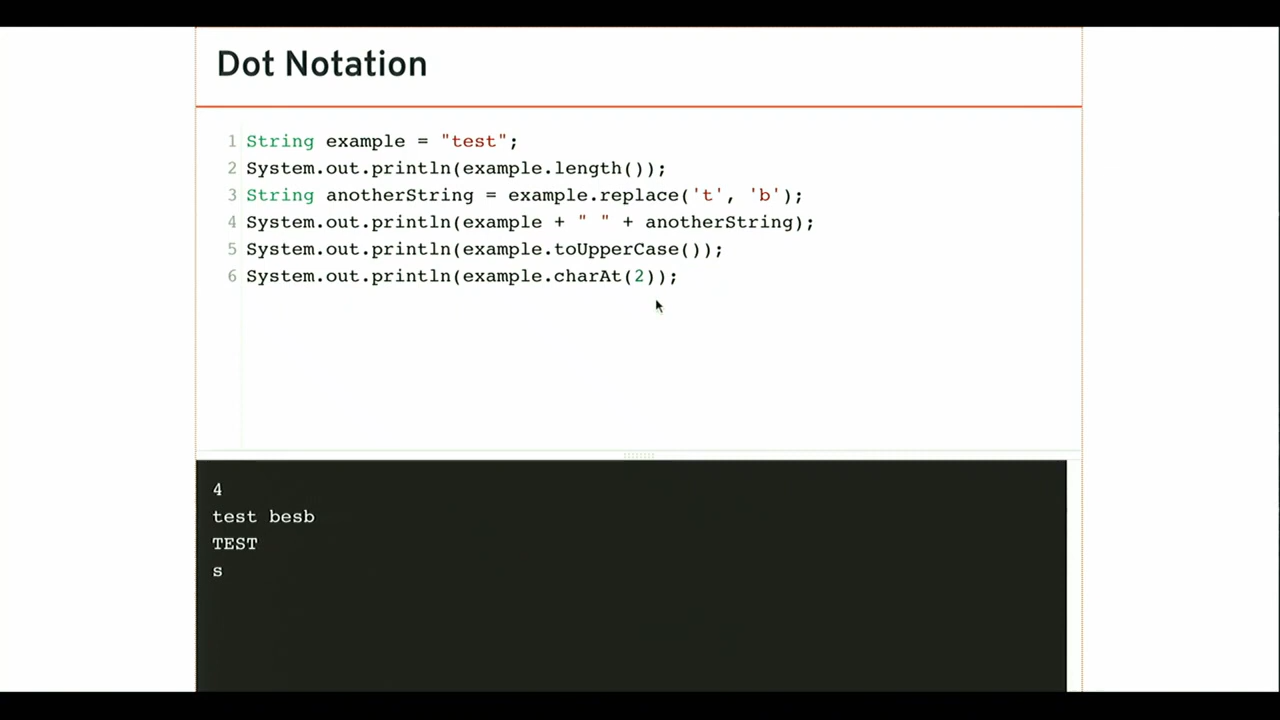 Dot Notation
1 String example = "test";
2 System.out.println(example.length());
3 String anotherString = example.replace('t', 'b');
4 System.out.println(example + " " + anotherString);
5 System.out.println(example.toUpperCase());
6 System.out.println(example.charAt(2));
4
test besb
TEST
s